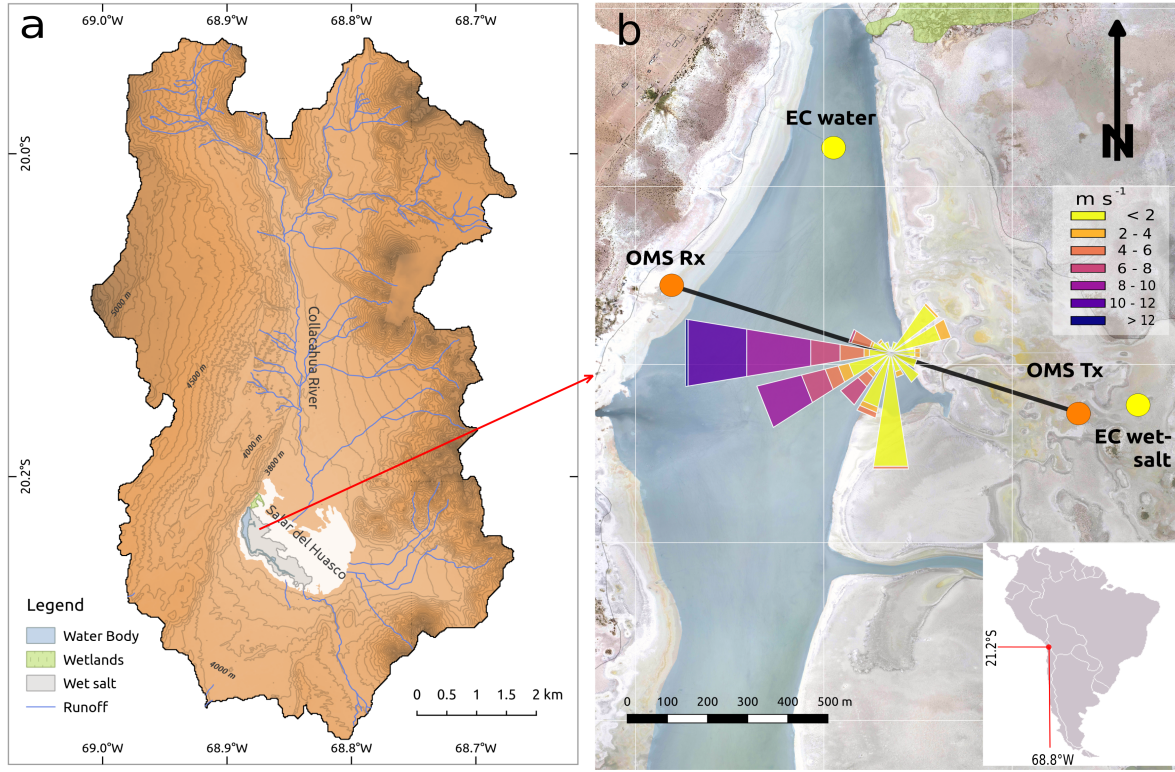 a
69.0°W
68.9°W
68.8°W
68.7°W
20.0°S
20.2°S
5000 m
4500 m
4000 m
3800 m
Collacahua River
Salar del Huasco
4000 m
Legend
Water Body
Wetlands
Wet salt
Runoff
0 0.5 1 1.5 2 km
69.0°W
68.9°W
68.8°W
68.7°W
b
EC water
N
m s⁻¹
< 2
2 - 4
4 - 6
6 - 8
8 - 10
10 - 12
> 12
OMS Rx
OMS Tx
EC wet-
salt
0 100 200 300 400 500 m
21.2°S
68.8°W